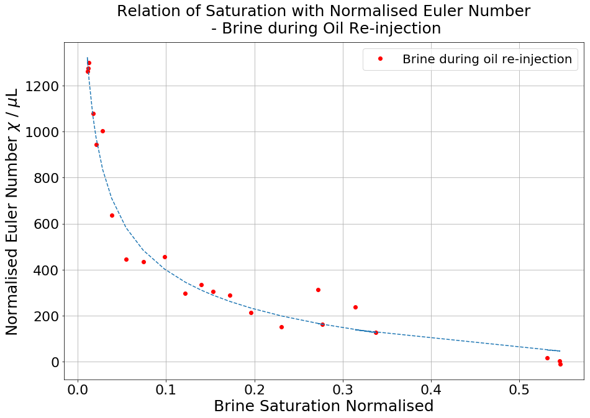 Relation of Saturation with Normalised Euler Number
- Brine during Oil Re-injection
Brine during oil re-injection
Normalised Euler Number χ / μL
1200
1000
800
600
400
200
0
0.0 0.1 0.2 0.3 0.4 0.5
Brine Saturation Normalised